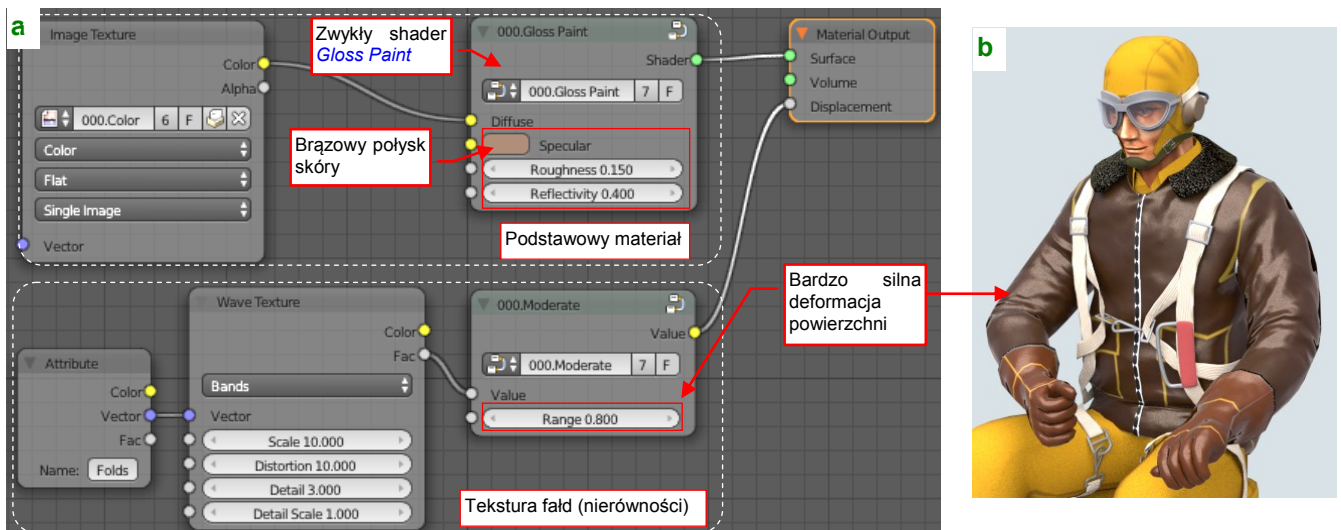 a
Image Texture
Color
Alpha
000.Color 6 F
Color
Flat
Single Image
Vector
Zwykły shader
Gloss Paint
Brązowy połysk
skóry
000.Gloss Paint
Shader
000.Gloss Paint 7 F
Diffuse
Specular
Roughness 0.150
Reflectivity 0.400
Podstawowy materiał
Material Output
Surface
Volume
Displacement
Attribute
Color
Vector
Fac
Name: Folds
Wave Texture
Color
Fac
Bands
Vector
Scale 10.000
Distortion 10.000
Detail 3.000
Detail Scale 1.000
000.Moderate
Value
000.Moderate 7 F
Value
Range 0.800
Tekstura fałd (nierówności)
Bardzo silna
deformacja
powierzchni
b